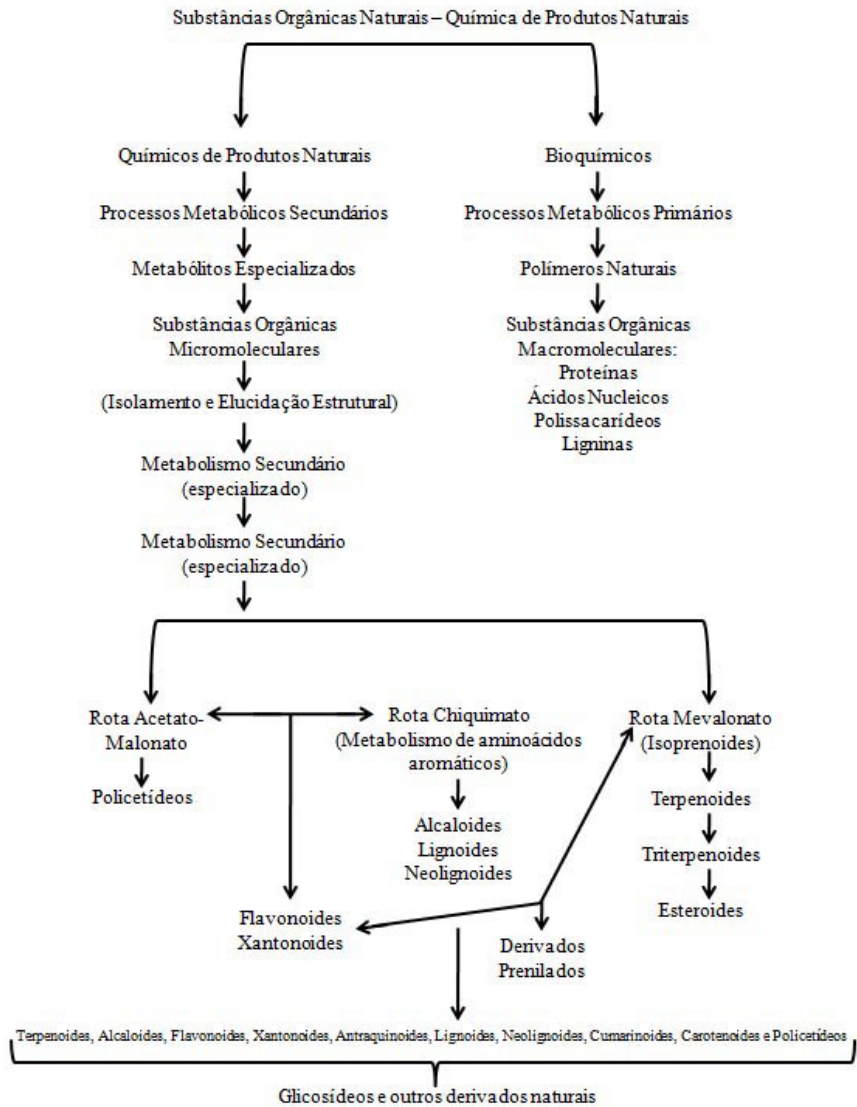 Substâncias Orgânicas Naturais – Química de Produtos Naturais
Químicos de Produtos Naturais
Bioquímicos
Processos Metabólicos Secundários
Processos Metabólicos Primários
Metabólitos Especializados
Polímeros Naturais
Substâncias Orgânicas
Micromoleculares
Substâncias Orgânicas
Macromoleculares:
Proteínas
Ácidos Nucleicos
Polissacarídeos
Ligninas
(Isolamento e Elucidação Estrutural)
Metabolismo Secundário
(especializado)
Metabolismo Secundário
(especializado)
Rota Acetato-
Malonato
Rota Chiquimato
(Metabolismo de aminoácidos
aromáticos)
Rota Mevalonato
(Isoprenoides)
Policetídeos
Alcaloides
Lignoides
Neolignoides
Terpenoides
Triterpenoides
Esteroides
Flavonoides
Xantonoides
Derivados
Prenilados
Terpenoides, Alcaloides, Flavonoides, Xantonoides, Antraquinoides, Lignoides, Neolignoides, Cumarinoides, Carotenoides e Policetídeos
Glicosídeos e outros derivados naturais